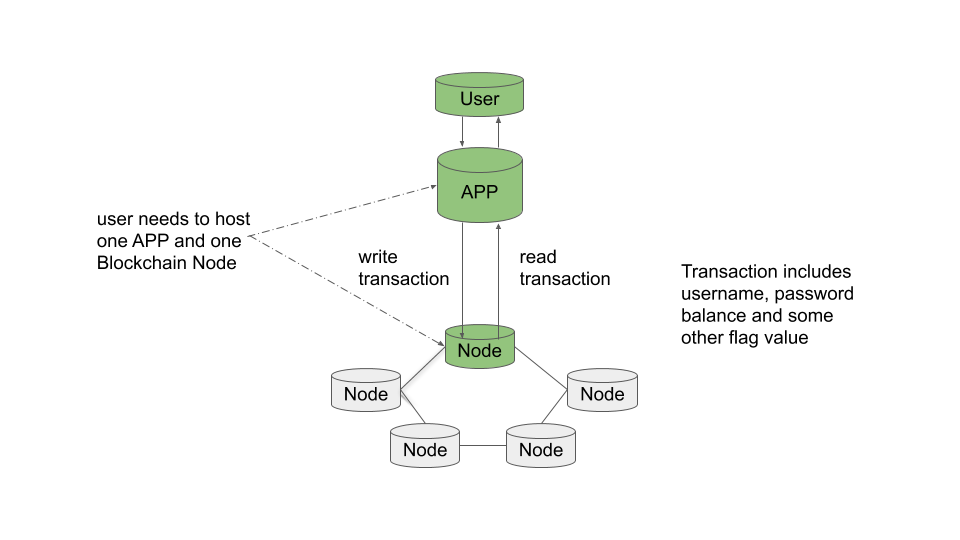 User
APP
user needs to host
one APP and one
Blockchain Node
write
transaction
read
transaction
Transaction includes
username, password
balance and some
other flag value
Node
Node
Node
Node
Node